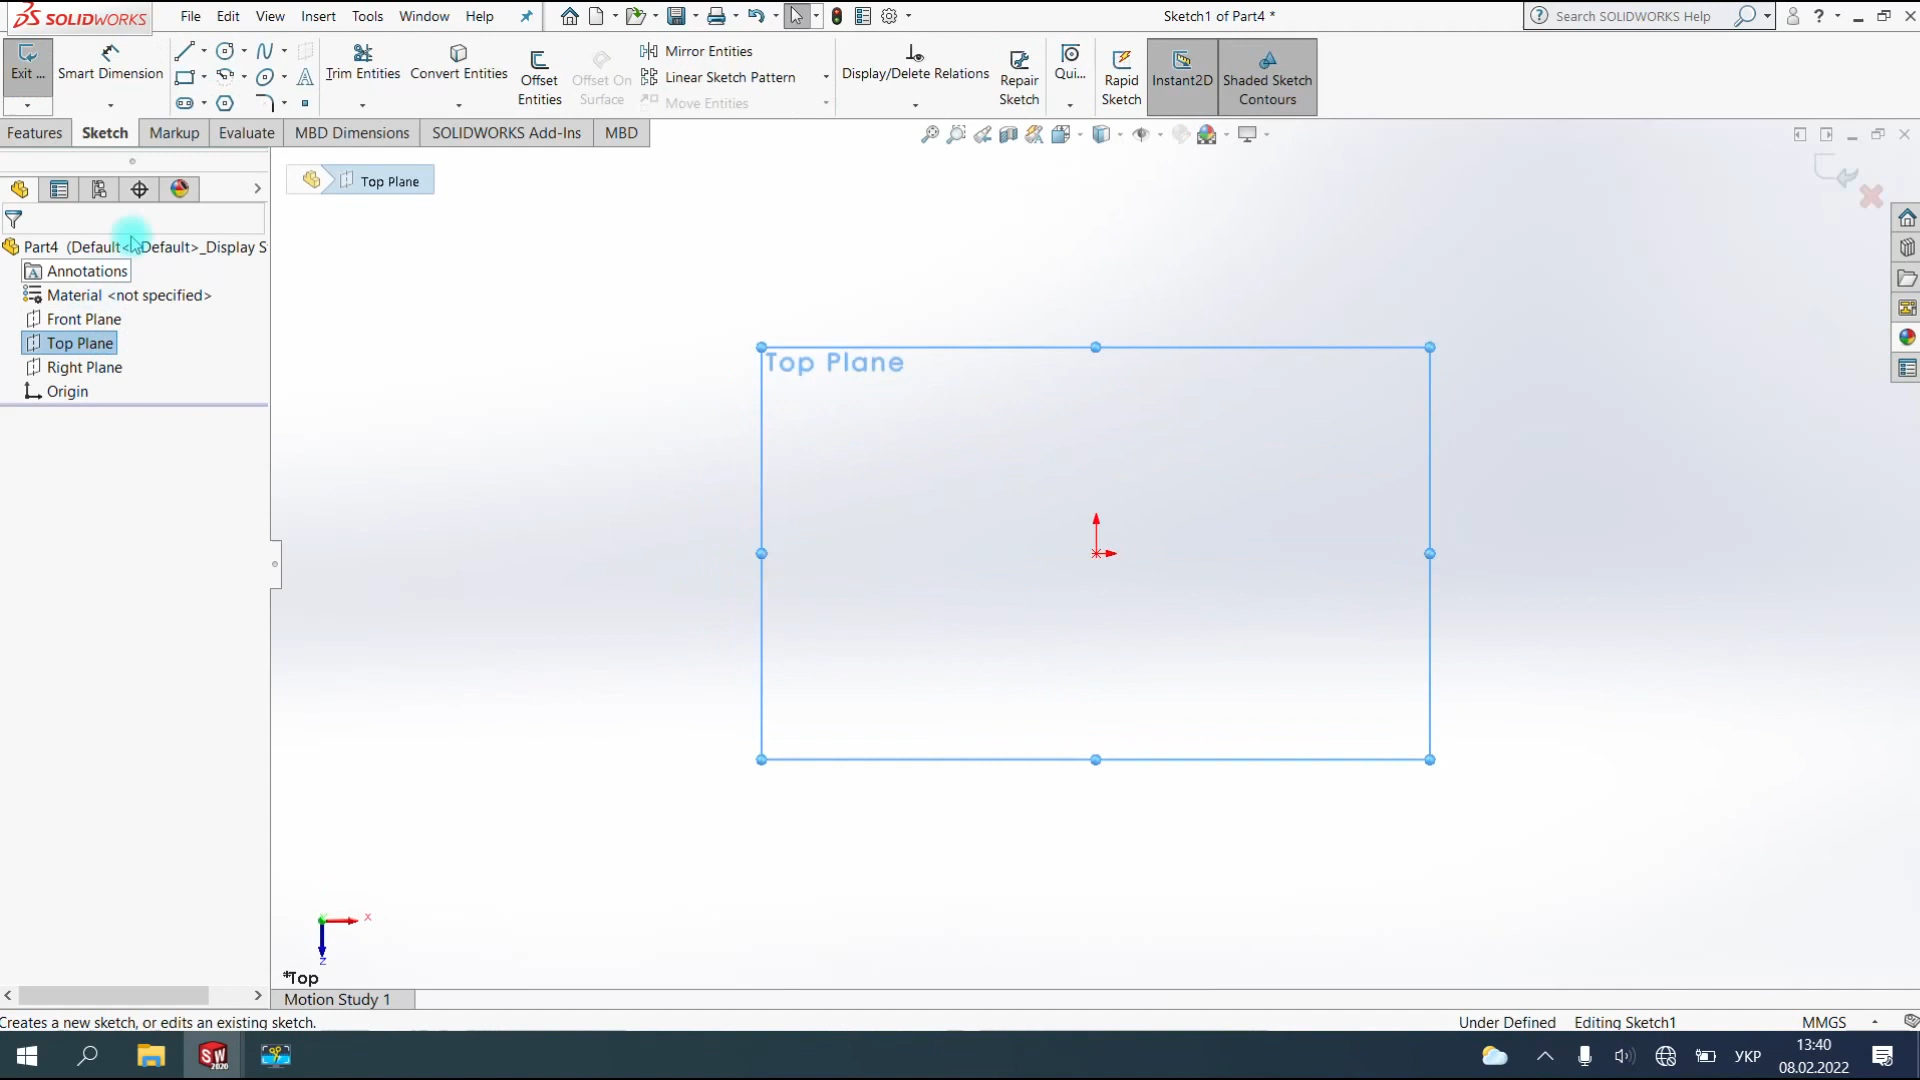 SOLIDWORKS File Edit View Insert Tools Window Help Sketch1 of Part4 * Search SOLIDWORKS Help ?
Exit ... Smart Dimension Trim Entities Convert Entities Offset Entities Offset On Surface Mirror Entities Linear Sketch Pattern Move Entities Display/Delete Relations Repair Sketch Qui... Rapid Sketch Instant2D Shaded Sketch Contours
Features Sketch Markup Evaluate MBD Dimensions SOLIDWORKS Add-Ins MBD
Top Plane
Part4 (Default<<Default>_Display S
Annotations
Material <not specified>
Front Plane
Top Plane
Right Plane
Origin
Top Plane
x
z
*Top
Motion Study 1
Creates a new sketch, or edits an existing sketch. Under Defined Editing Sketch1 MMGS
SW 2020
УКР
13:40
08.02.2022